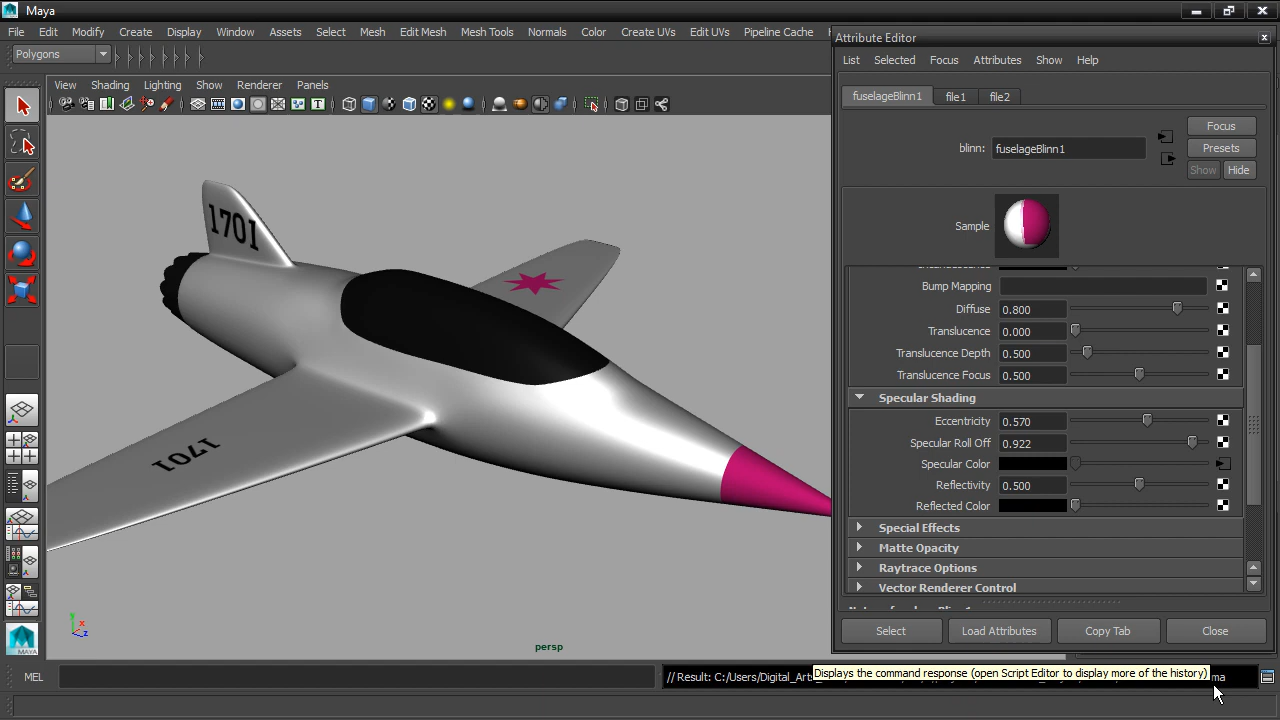 Maya
File Edit Modify Create Display Window Assets Select Mesh Edit Mesh Mesh Tools Normals Color Create UVs Edit UVs Pipeline Cache
Polygons
View Shading Lighting Show Renderer Panels
Attribute Editor
List Selected Focus Attributes Show Help
fuselageBlinn1 file1 file2
blinn: fuselageBlinn1
Focus
Presets
Show Hide
Sample
Bump Mapping
Diffuse 0.800
Translucence 0.000
Translucence Depth 0.500
Translucence Focus 0.500
Specular Shading
Eccentricity 0.570
Specular Roll Off 0.922
Specular Color
Reflectivity 0.500
Reflected Color
Special Effects
Matte Opacity
Raytrace Options
Vector Renderer Control
Select Load Attributes Copy Tab Close
1701
1701
y x z
persp
MAYA
MEL
// Result: C:/Users/Digital_Art
Displays the command response (open Script Editor to display more of the history)
ma